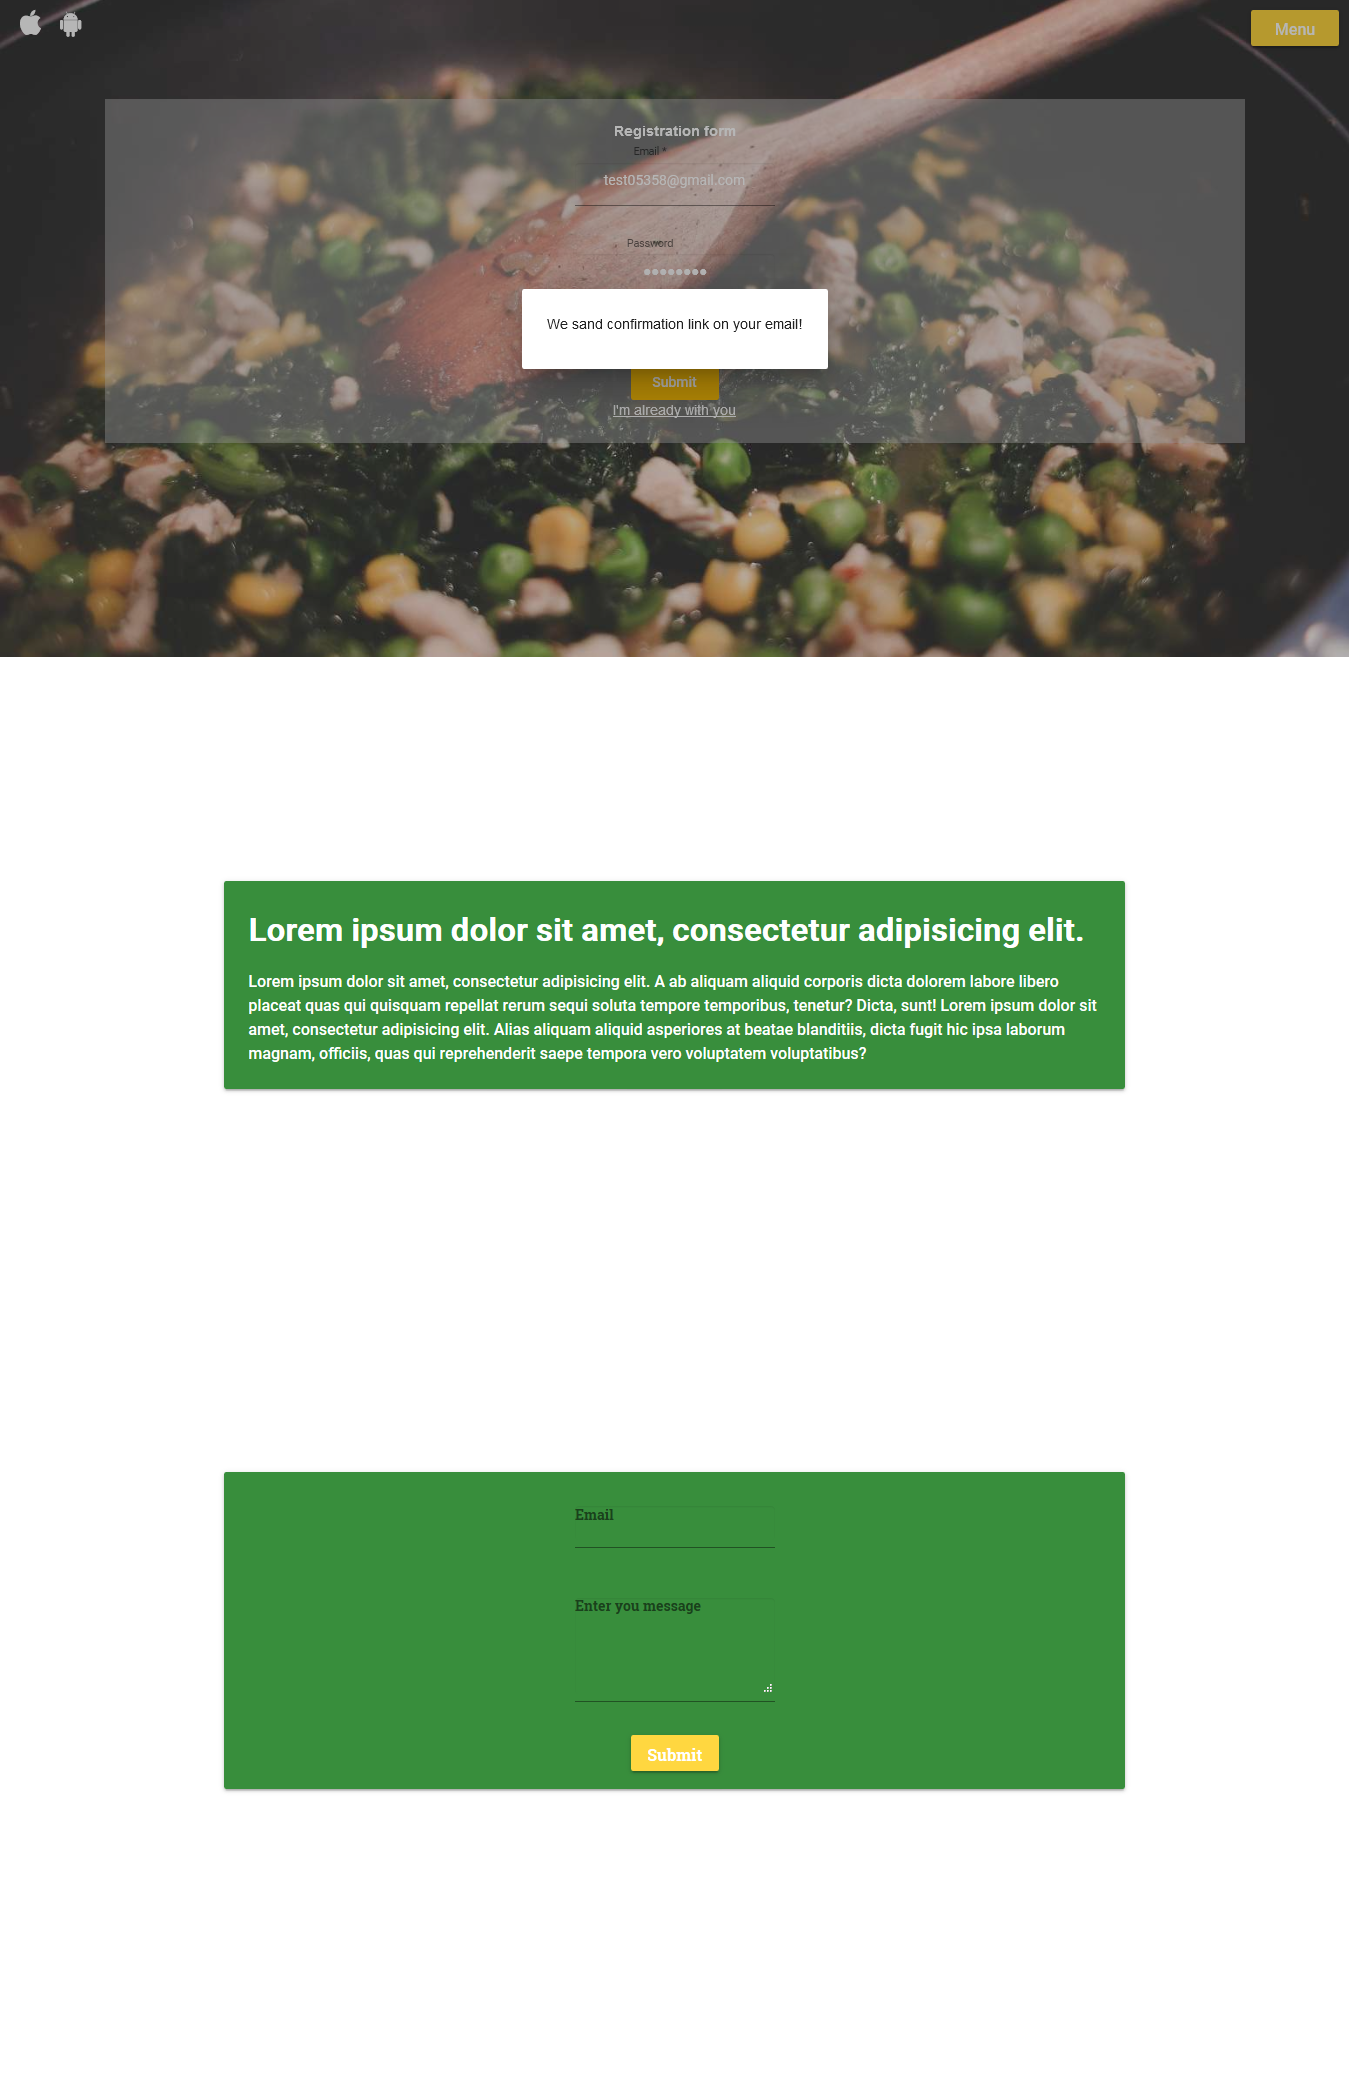 Menu
Registration form
Email *
test05358@gmail.com
Password
We sand confirmation link on your email!
Submit
I'm already with you
Lorem ipsum dolor sit amet, consectetur adipisicing elit.
Lorem ipsum dolor sit amet, consectetur adipisicing elit. A ab aliquam aliquid corporis dicta dolorem labore libero
placeat quas qui quisquam repellat rerum sequi soluta tempore temporibus, tenetur? Dicta, sunt! Lorem ipsum dolor sit
amet, consectetur adipisicing elit. Alias aliquam aliquid asperiores at beatae blanditiis, dicta fugit hic ipsa laborum
magnam, officiis, quas qui reprehenderit saepe tempora vero voluptatem voluptatibus?
Email
Enter you message
Submit